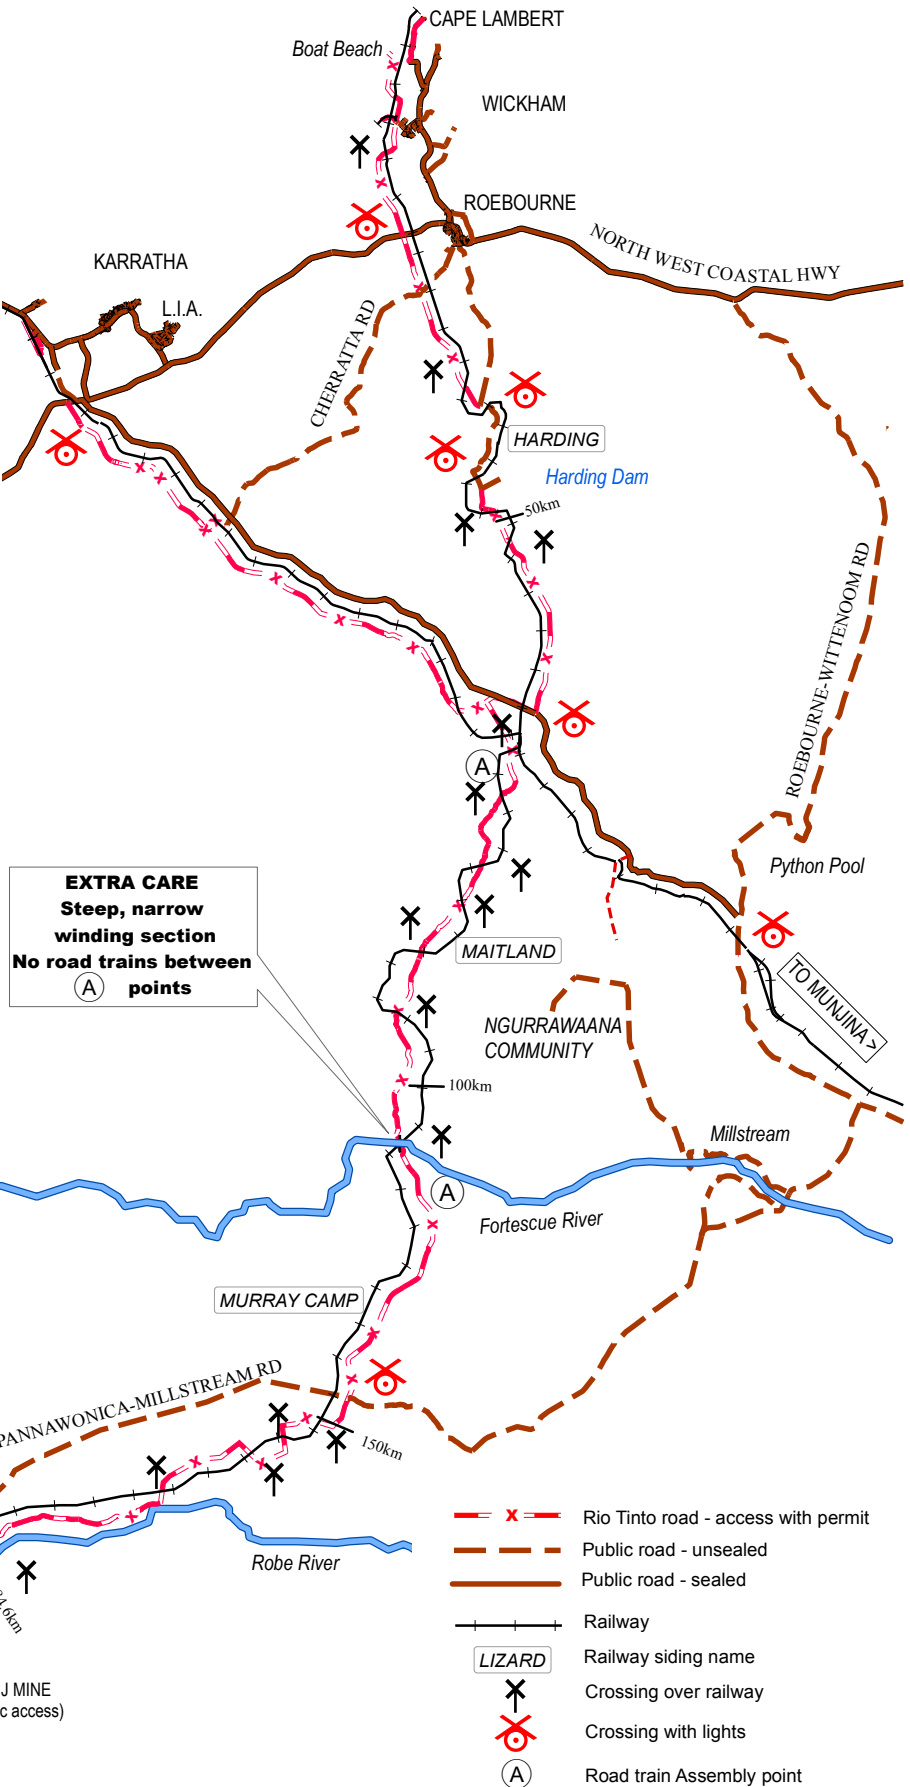 CAPE LAMBERT
Boat Beach
WICKHAM
ROEBOURNE
NORTH WEST COASTAL HWY
KARRATHA
L.I.A.
CHERRATTA RD
HARDING
Harding Dam
50km
ROEBOURNE-WITTENOOM RD
A
Python Pool
EXTRA CARE
Steep, narrow
winding section
No road trains between
A points
MAITLAND
TO MUNJINA >
NGURRAWAANA
COMMUNITY
100km
Millstream
A
Fortescue River
MURRAY CAMP
PANNAWONICA-MILLSTREAM RD
150km
Robe River
4.6km
J MINE
c access)
Rio Tinto road - access with permit
Public road - unsealed
Public road - sealed
Railway
LIZARD Railway siding name
Crossing over railway
Crossing with lights
A Road train Assembly point